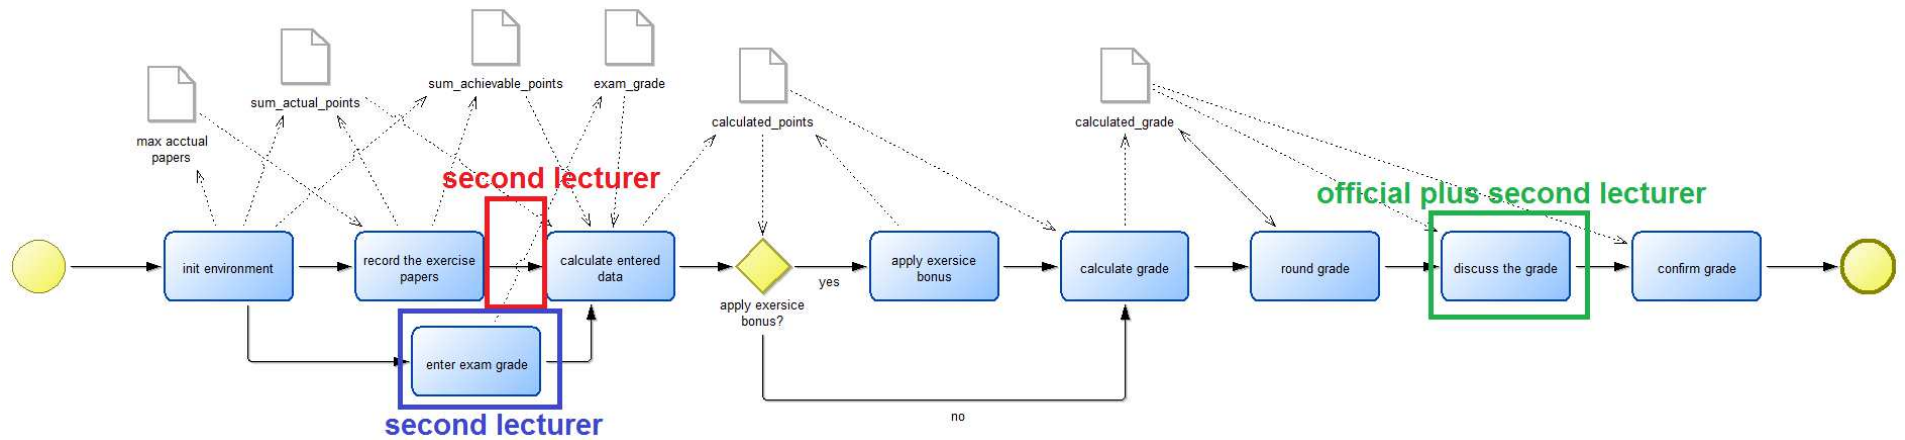 sum_achievable_points
exam_grade
sum_actual_points
max acctual
papers
calculated_points
calculated_grade
second lecturer
official plus second lecturer
init environment
record the exercise
papers
calculate entered
data
apply exersice
bonus?
yes
no
apply exersice
bonus
calculate grade
round grade
discuss the grade
confirm grade
enter exam grade
second lecturer